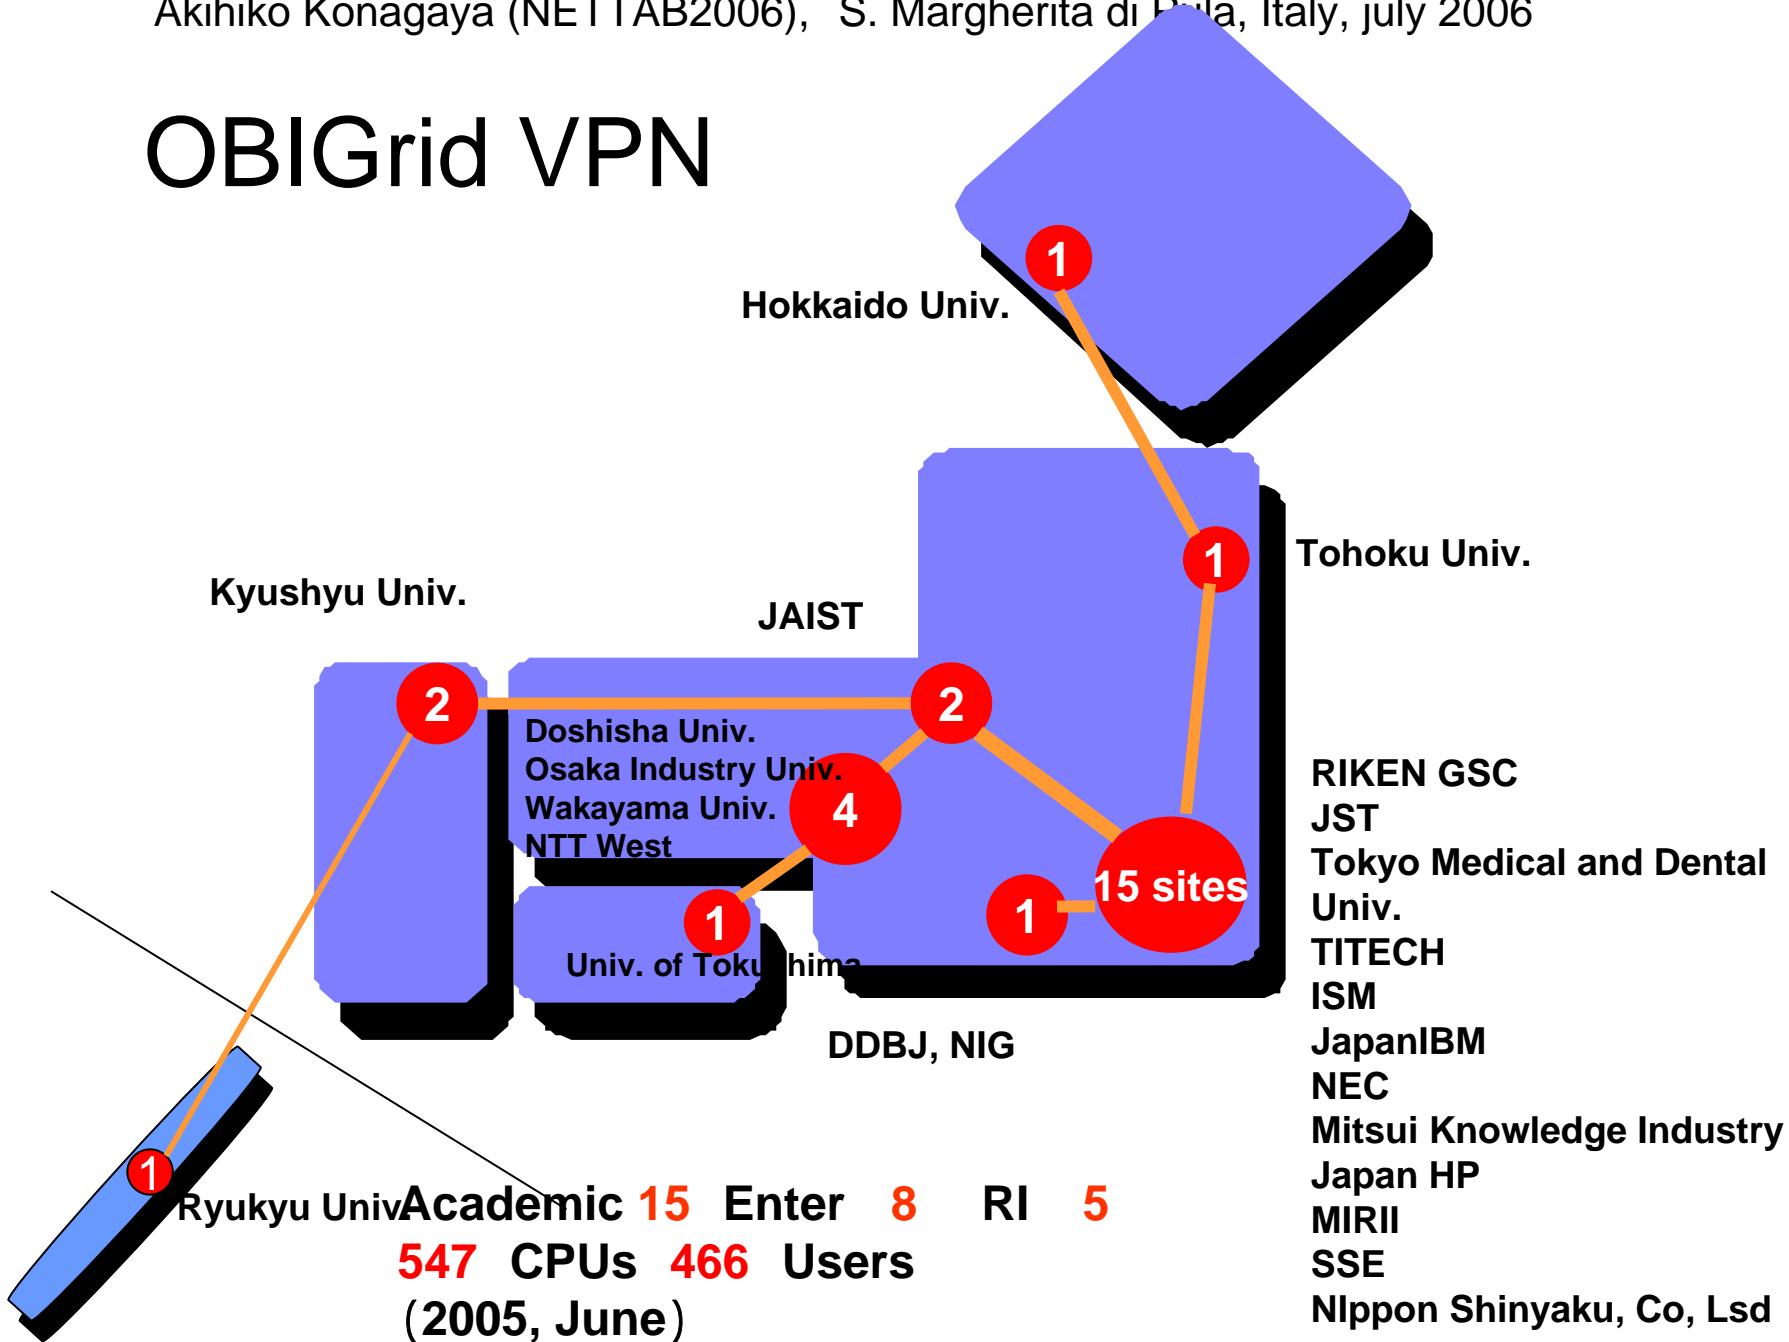 Akihiko Konagaya (NETTAB2006), S. Margherita di Pula, Italy, july 2006
OBIGrid VPN
1
Hokkaido Univ.
1
Tohoku Univ.
Kyushyu Univ.
JAIST
2
2
Doshisha Univ.
Osaka Industry Univ.
Wakayama Univ.
NTT West
4
15 sites
1
1
Univ. of Tokushima
DDBJ, NIG
RIKEN GSC
JST
Tokyo Medical and Dental
Univ.
TITECH
ISM
JapanIBM
NEC
Mitsui Knowledge Industry
Japan HP
MIRII
SSE
NIppon Shinyaku, Co, Lsd
1
Ryukyu Univ.
Academic 15 Enter 8 RI 5
547 CPUs 466 Users
(2005, June)